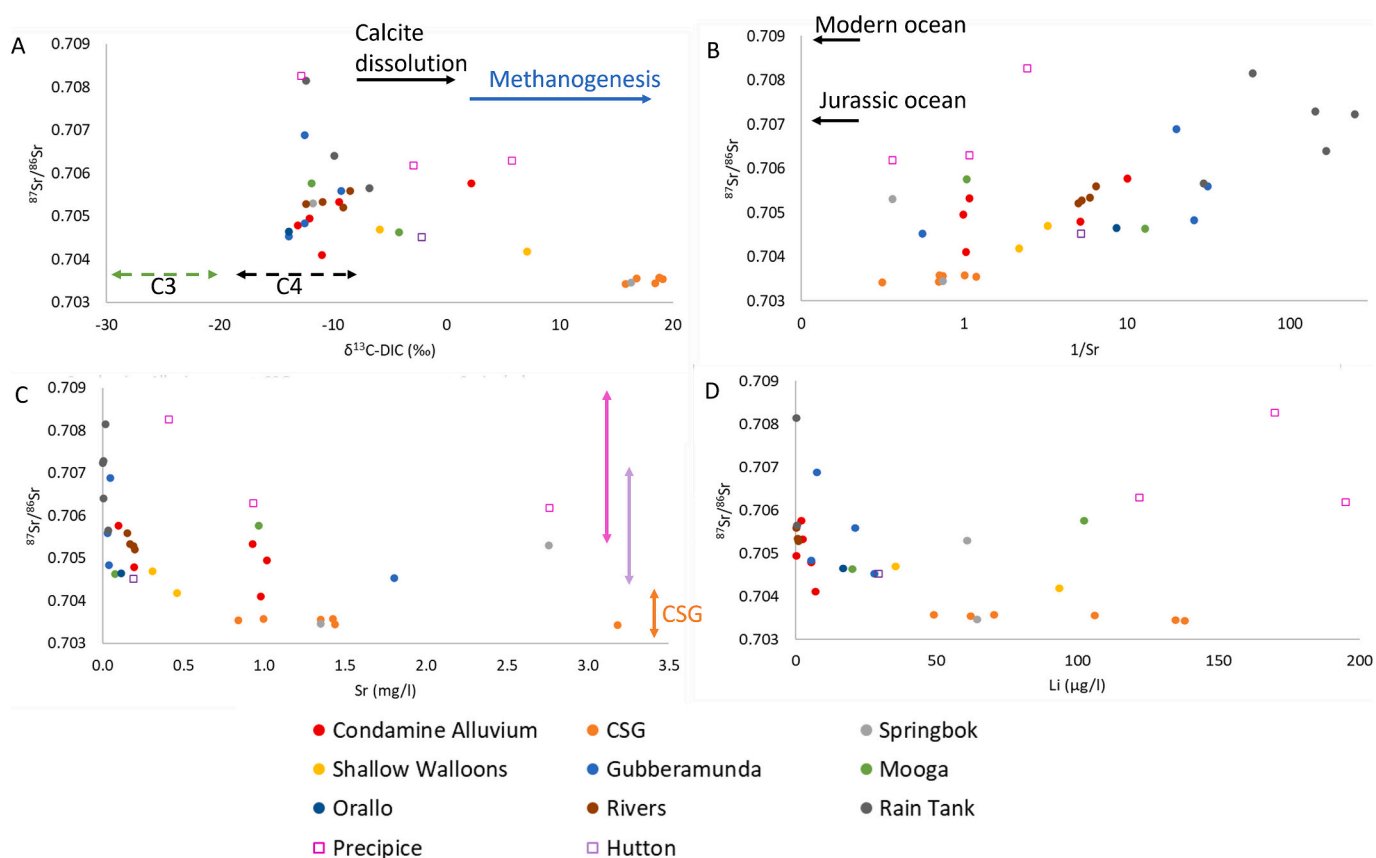 A
Calcite
dissolution
Methanogenesis
0.709
0.708
0.707
0.706
0.705
0.704
0.703
⁸⁷Sr/⁸⁶Sr
C3
C4
-30 -20 -10 0 10 20
δ¹³C-DIC (‰)
B
Modern ocean
Jurassic ocean
0.709
0.708
0.707
0.706
0.705
0.704
0.703
⁸⁷Sr/⁸⁶Sr
0 1 10 100
1/Sr
C
0.709
0.708
0.707
0.706
0.705
0.704
0.703
⁸⁷Sr/⁸⁶Sr
CSG
0.0 0.5 1.0 1.5 2.0 2.5 3.0 3.5
Sr (mg/l)
D
0.709
0.708
0.707
0.706
0.705
0.704
0.703
⁸⁷Sr/⁸⁶Sr
0 50 100 150 200
Li (µg/l)
Condamine Alluvium CSG Springbok
Shallow Walloons Gubberamunda Mooga
Orallo Rivers Rain Tank
Precipice Hutton